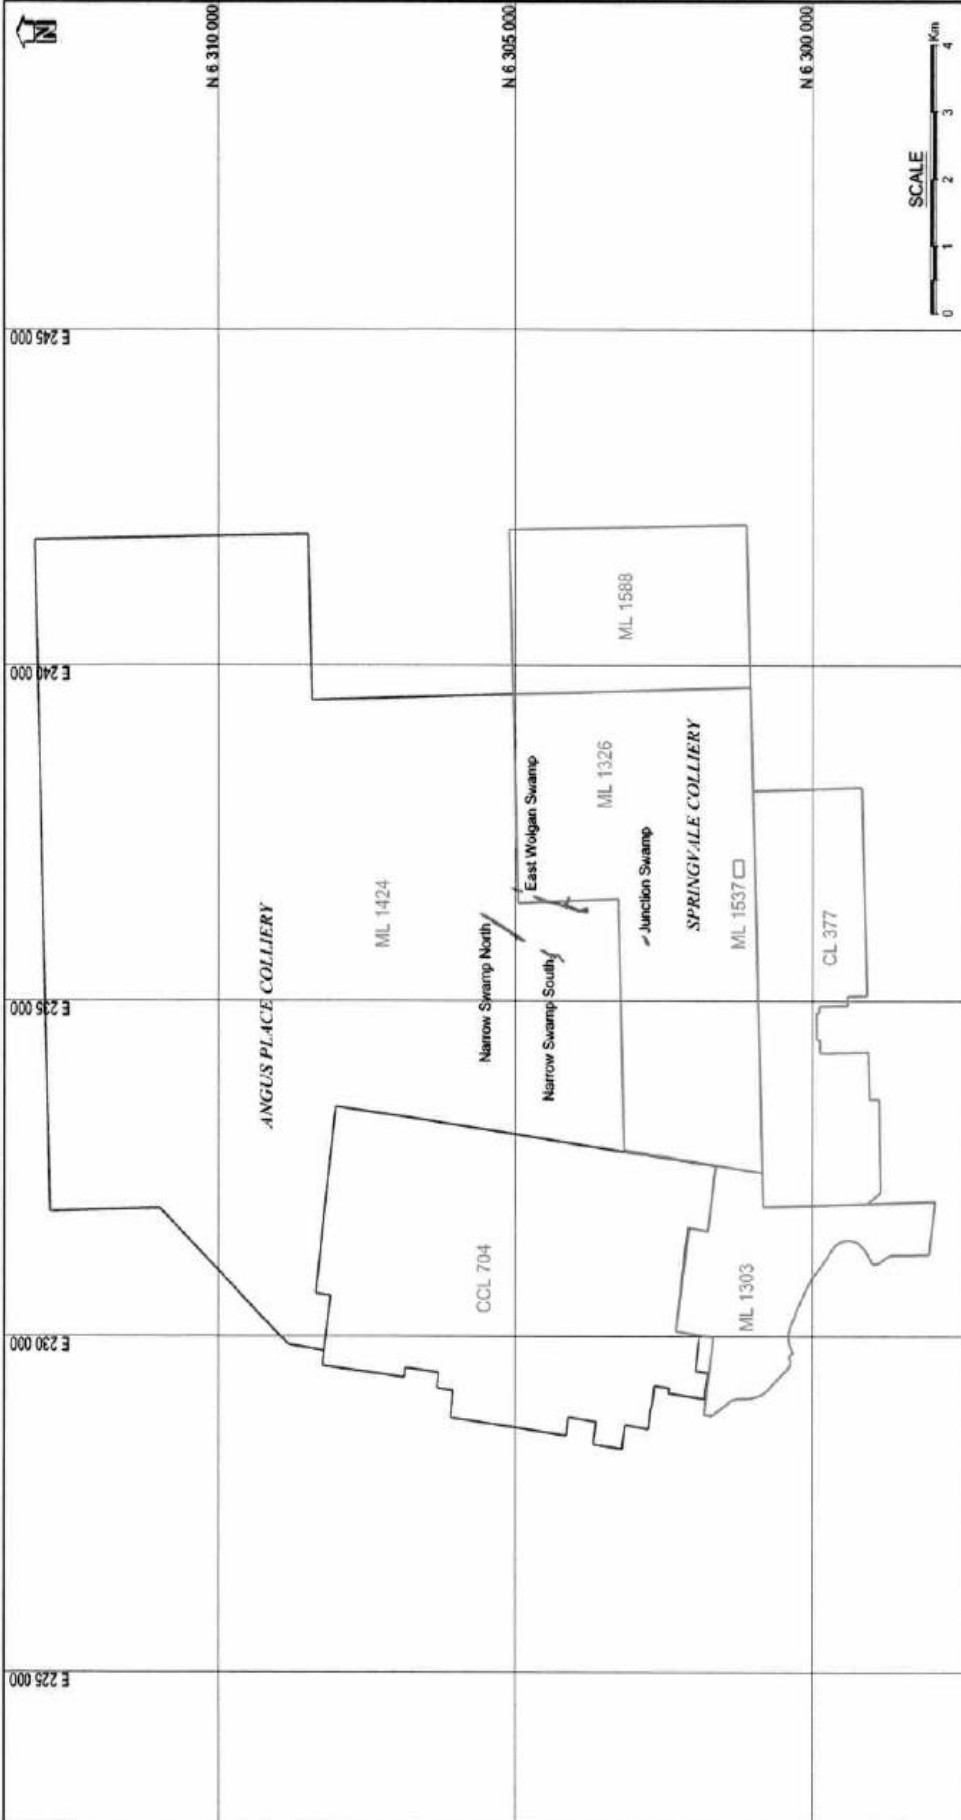 N
N 6 310 000
N 6 305 000
N 6 300 000
E 245 000
E 240 000
E 235 000
E 230 000
E 225 000
ANGUS PLACE COLLIERY
ML 1424
Narrow Swamp North
Narrow Swamp South
East Wolgan Swamp
ML 1588
ML 1326
Junction Swamp
SPRINGVALE COLLIERY
ML 1537
CL 377
CCL 704
ML 1303
SCALE
0 1 2 3 4 Km